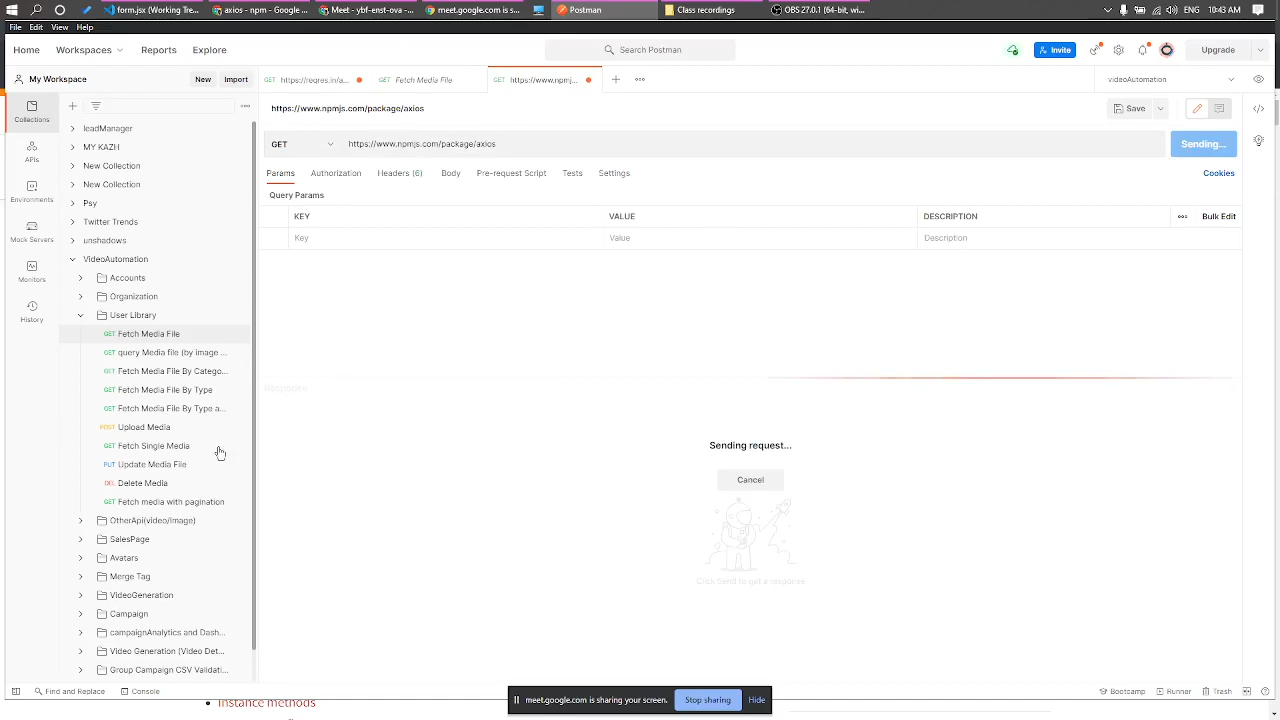 form.jsx (Working Tre...
axios - npm - Google...
Meet - ybf-enst-ova - ...
meet.google.com is s...
Postman
Class recordings
OBS 27.0.1 (64-bit, wi...
ENG
10:43 AM
File Edit View Help
Home Workspaces Reports Explore
Search Postman
Invite
Upgrade
My Workspace
New Import
GET https://reqres.in/a...
GET Fetch Media File
GET https://www.npmj...
videoAutomation
Collections
APIs
Environments
Mock Servers
Monitors
History
leadManager
MY KAZH
New Collection
New Collection
Psy
Twitter Trends
unshadows
VideoAutomation
Accounts
Organization
User Library
GET Fetch Media File
GET query Media file (by image ...
GET Fetch Media File By Catego...
GET Fetch Media File By Type
GET Fetch Media File By Type a...
POST Upload Media
GET Fetch Single Media
PUT Update Media File
DEL Delete Media
GET Fetch media with pagination
OtherApi(video/Image)
SalesPage
Avatars
Merge Tag
VideoGeneration
Campaign
campaignAnalytics and Dash...
Video Generation (Video Det...
Group Campaign CSV Validati...
https://www.npmjs.com/package/axios
Save
GET https://www.npmjs.com/package/axios
Sending...
Params Authorization Headers (6) Body Pre-request Script Tests Settings
Cookies
Query Params
KEY VALUE DESCRIPTION
Bulk Edit
Key Value Description
Response
Sending request...
Cancel
Click Send to get a response
Find and Replace Console
Bootcamp Runner Trash
meet.google.com is sharing your screen. Stop sharing Hide
Instance methods